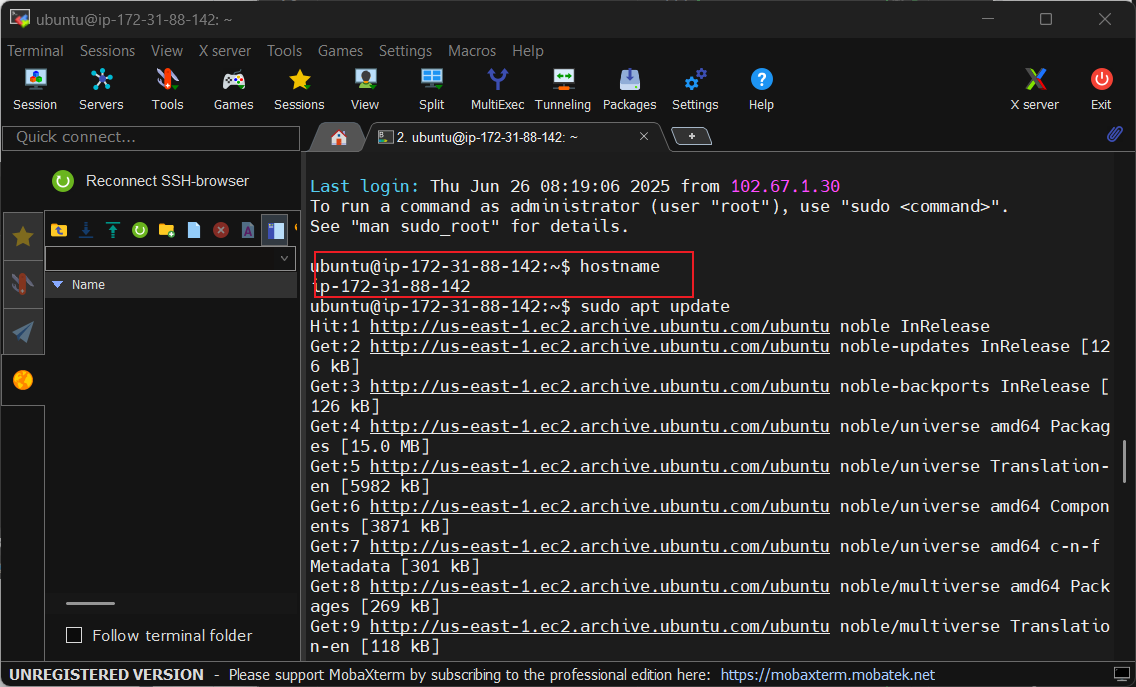 ubuntu@ip-172-31-88-142: ~
Terminal Sessions View X server Tools Games Settings Macros Help
Session Servers Tools Games Sessions View Split MultiExec Tunneling Packages Settings Help X server Exit
Quick connect...
2. ubuntu@ip-172-31-88-142: ~
Reconnect SSH-browser
Name
Follow terminal folder
Last login: Thu Jun 26 08:19:06 2025 from 102.67.1.30
To run a command as administrator (user "root"), use "sudo <command>".
See "man sudo_root" for details.
ubuntu@ip-172-31-88-142:~$ hostname
ip-172-31-88-142
ubuntu@ip-172-31-88-142:~$ sudo apt update
Hit:1 http://us-east-1.ec2.archive.ubuntu.com/ubuntu noble InRelease
Get:2 http://us-east-1.ec2.archive.ubuntu.com/ubuntu noble-updates InRelease [12
6 kB]
Get:3 http://us-east-1.ec2.archive.ubuntu.com/ubuntu noble-backports InRelease [
126 kB]
Get:4 http://us-east-1.ec2.archive.ubuntu.com/ubuntu noble/universe amd64 Packag
es [15.0 MB]
Get:5 http://us-east-1.ec2.archive.ubuntu.com/ubuntu noble/universe Translation-
en [5982 kB]
Get:6 http://us-east-1.ec2.archive.ubuntu.com/ubuntu noble/universe amd64 Compon
ents [3871 kB]
Get:7 http://us-east-1.ec2.archive.ubuntu.com/ubuntu noble/universe amd64 c-n-f
Metadata [301 kB]
Get:8 http://us-east-1.ec2.archive.ubuntu.com/ubuntu noble/multiverse amd64 Pack
ages [269 kB]
Get:9 http://us-east-1.ec2.archive.ubuntu.com/ubuntu noble/multiverse Translatio
n-en [118 kB]
UNREGISTERED VERSION - Please support MobaXterm by subscribing to the professional edition here: https://mobaxterm.mobatek.net